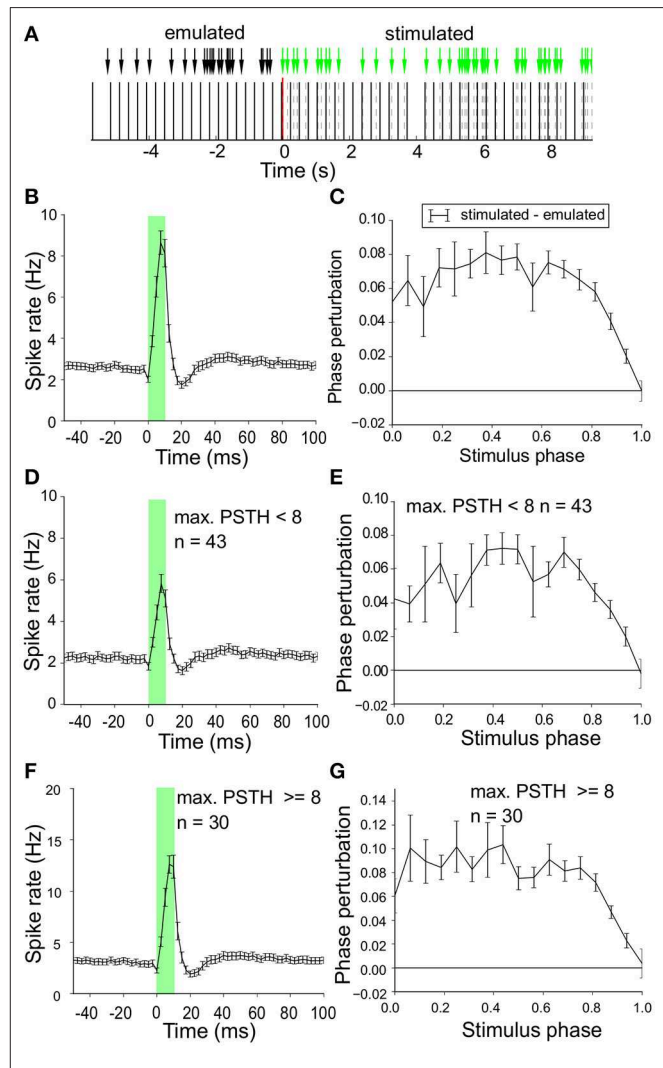 A
emulated
stimulated
-4 -2 0 2 4 6 8
Time (s)
B
10
8
6
4
2
0
Spike rate (Hz)
-40 -20 0 20 40 60 80 100
Time (ms)
C
stimulated - emulated
0.10
0.08
0.06
0.04
0.02
0.00
−0.02
Phase perturbation
0.0 0.2 0.4 0.6 0.8 1.0
Stimulus phase
D
max. PSTH < 8
n = 43
10
8
6
4
2
0
Spike rate (Hz)
-40 -20 0 20 40 60 80 100
Time (ms)
E
max. PSTH < 8 n = 43
0.10
0.08
0.06
0.04
0.02
0.00
−0.02
Phase perturbation
0.0 0.2 0.4 0.6 0.8 1.0
Stimulus phase
F
max. PSTH >= 8
n = 30
20
15
10
5
0
Spike rate (Hz)
-40 -20 0 20 40 60 80 100
Time (ms)
G
max. PSTH >= 8
n = 30
0.14
0.12
0.10
0.08
0.06
0.04
0.02
0.00
−0.02
Phase perturbation
0.0 0.2 0.4 0.6 0.8 1.0
Stimulus phase